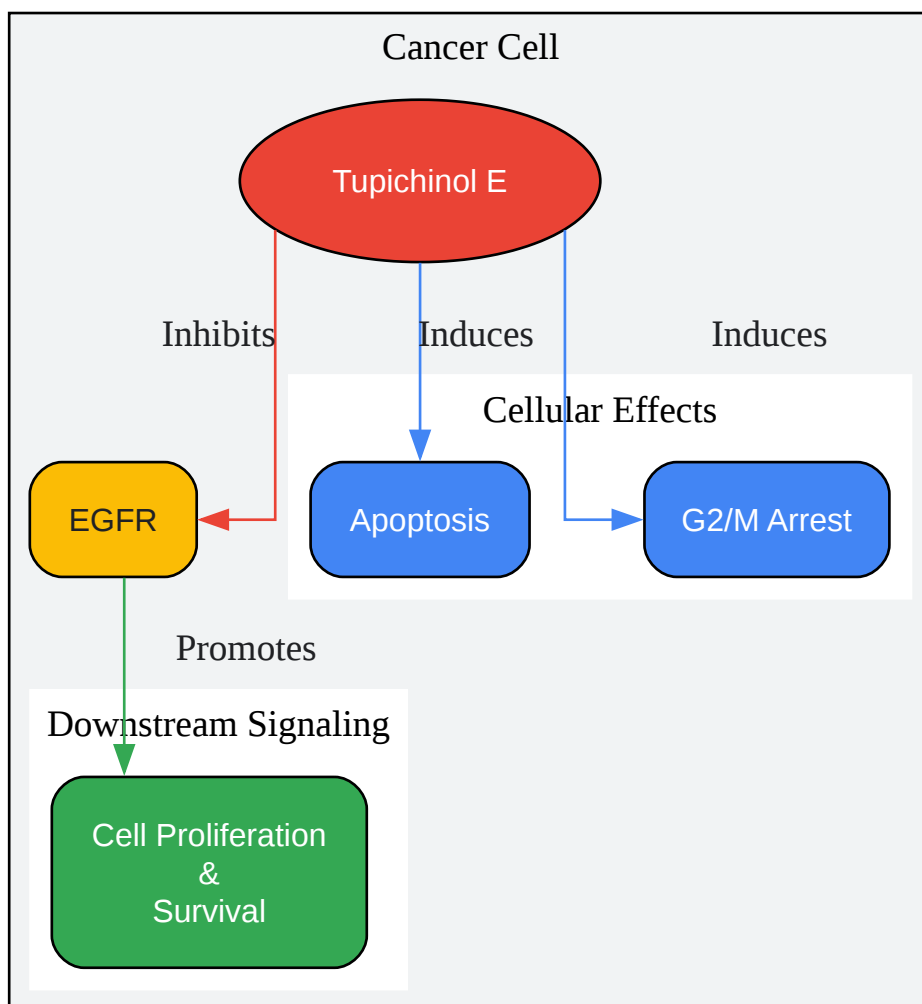 Cancer Cell
Tupichinol E
Inhibits
Induces
Induces
Cellular Effects
EGFR
Apoptosis
G2/M Arrest
Promotes
Downstream Signaling
Cell Proliferation
&
Survival